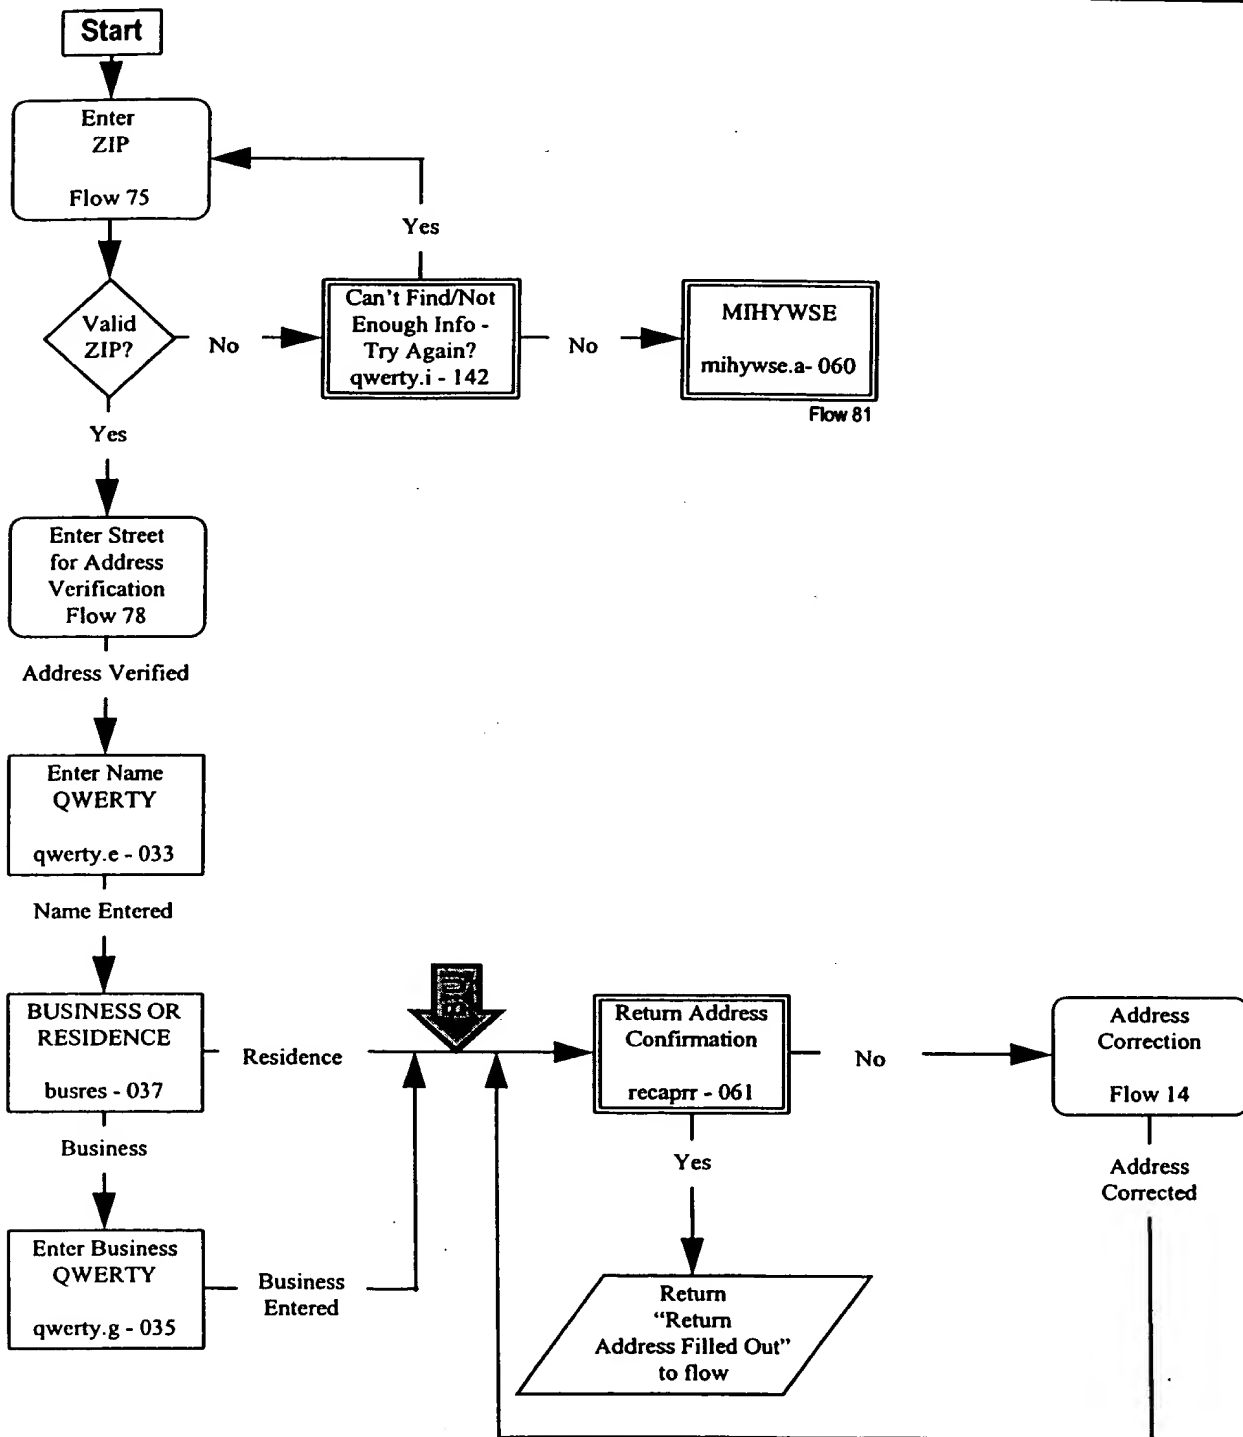 Start
Enter
ZIP
Flow 75
Yes
Valid
ZIP?
No
Can't Find/Not
Enough Info -
Try Again?
qwerty.i - 142
No
MIHYWSE
mihywse.a- 060
Flow 81
Yes
Enter Street
for Address
Verification
Flow 78
Address Verified
Enter Name
QWERTY
qwerty.e - 033
Name Entered
BUSINESS OR
RESIDENCE
busres - 037
Residence
Return Address
Confirmation
recaprr - 061
No
Address
Correction
Flow 14
Business
Yes
Address
Corrected
Enter Business
QWERTY
qwerty.g - 035
Business
Entered
Return
“Return
Address Filled Out”
to flow